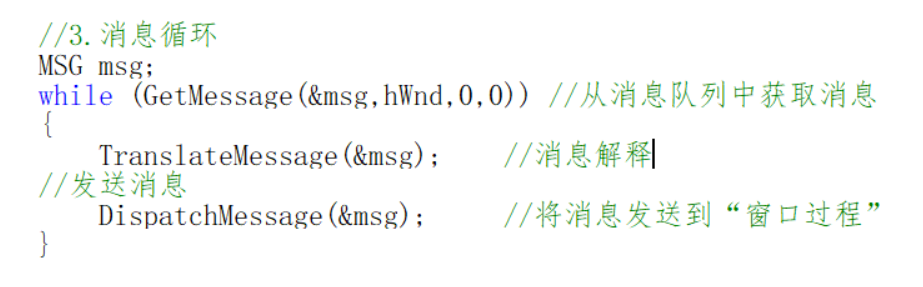 //3.消息循环
MSG msg;
while (GetMessage(&msg,hWnd,0,0)) //从消息队列中获取消息
{
    TranslateMessage(&msg);    //消息解释
//发送消息
    DispatchMessage(&msg);     //将消息发送到“窗口过程”
}